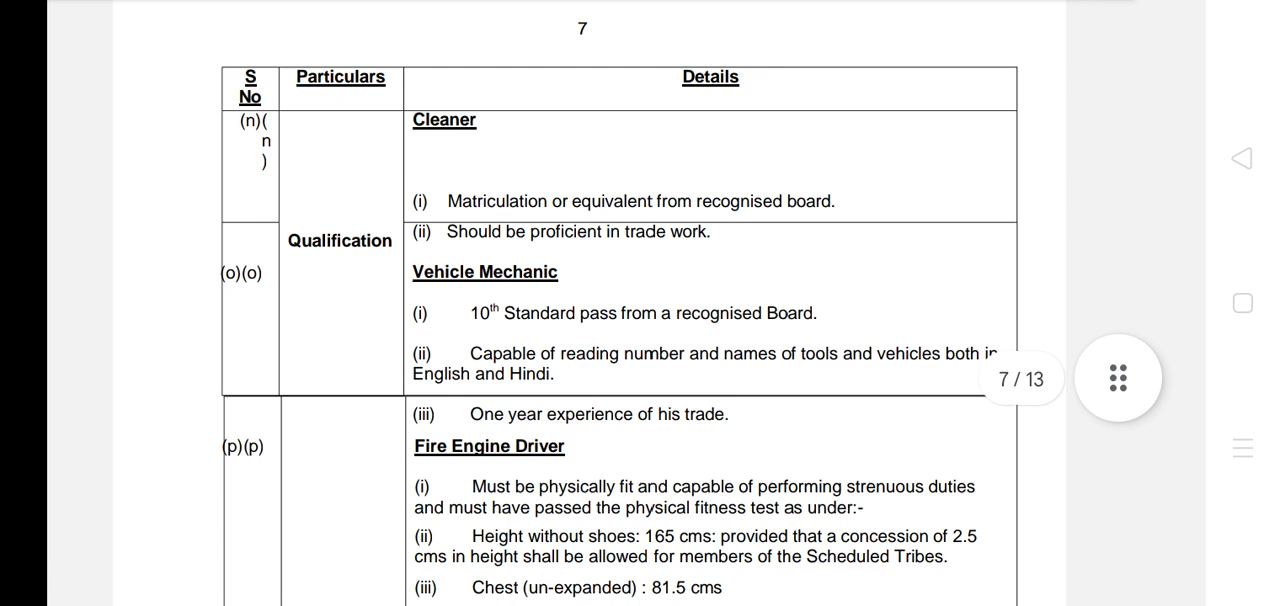 7
S No Particulars Details
(n)(n) Cleaner
(i) Matriculation or equivalent from recognised board.
Qualification
(ii) Should be proficient in trade work.
(o)(o) Vehicle Mechanic
(i) 10th Standard pass from a recognised Board.
(ii) Capable of reading number and names of tools and vehicles both in
English and Hindi.
7 / 13
(iii) One year experience of his trade.
(p)(p) Fire Engine Driver
(i) Must be physically fit and capable of performing strenuous duties
and must have passed the physical fitness test as under:-
(ii) Height without shoes: 165 cms: provided that a concession of 2.5
cms in height shall be allowed for members of the Scheduled Tribes.
(iii) Chest (un-expanded) : 81.5 cms